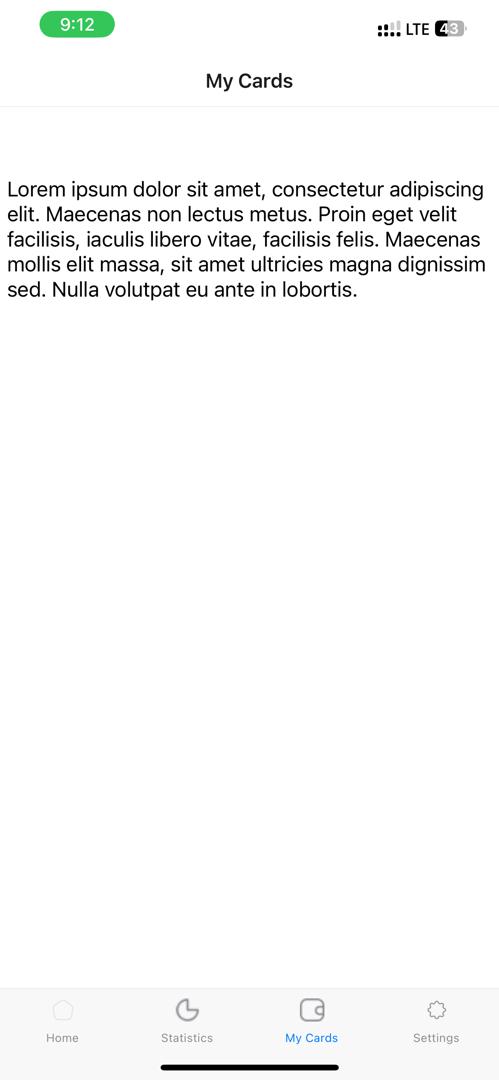 9:12
LTE 43
My Cards
Lorem ipsum dolor sit amet, consectetur adipiscing
elit. Maecenas non lectus metus. Proin eget velit
facilisis, iaculis libero vitae, facilisis felis. Maecenas
mollis elit massa, sit amet ultricies magna dignissim
sed. Nulla volutpat eu ante in lobortis.
Home Statistics My Cards Settings